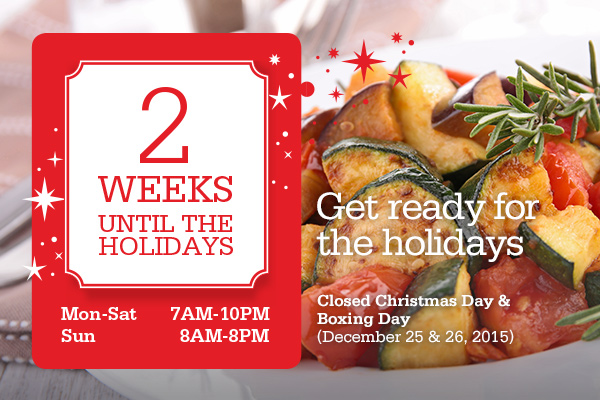 2
WEEKS
UNTIL THE
HOLIDAYS
Mon-Sat 7AM-10PM
Sun 8AM-8PM
Get ready for
the holidays
Closed Christmas Day &
Boxing Day
(December 25 & 26, 2015)